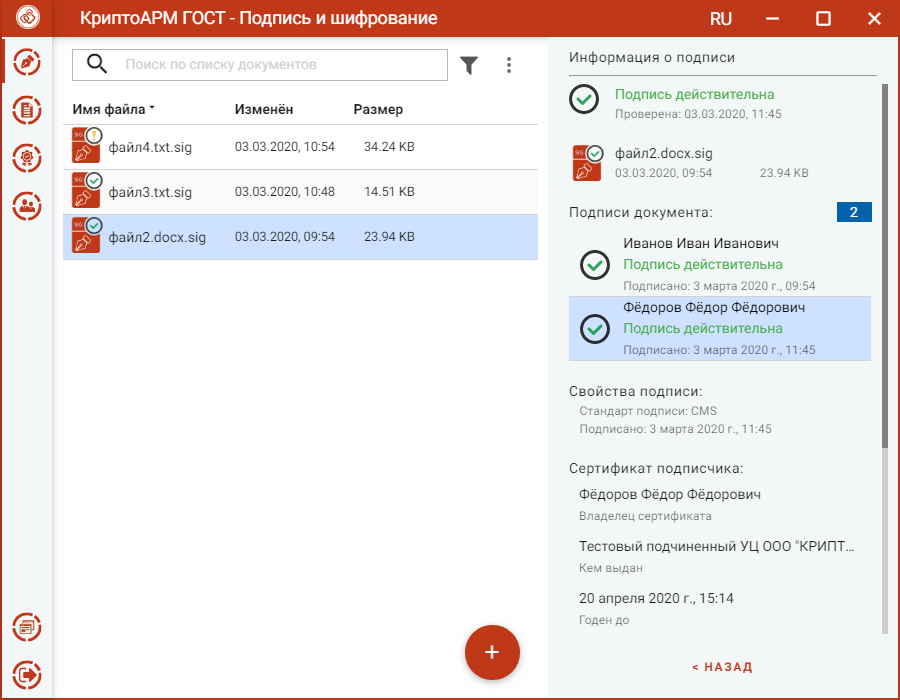 КриптоАРМ ГОСТ - Подпись и шифрование
RU
Поиск по списку документов
Имя файла Изменён Размер
SIG файл4.txt.sig 03.03.2020, 10:54 34.24 KB
SIG файл3.txt.sig 03.03.2020, 10:48 14.51 KB
SIG файл2.docx.sig 03.03.2020, 09:54 23.94 KB
+
Информация о подписи
Подпись действительна
Проверена: 03.03.2020, 11:45
SIG файл2.docx.sig
03.03.2020, 09:54 23.94 KB
Подписи документа: 2
Иванов Иван Иванович
Подпись действительна
Подписано: 3 марта 2020 г., 09:54
Фёдоров Фёдор Фёдорович
Подпись действительна
Подписано: 3 марта 2020 г., 11:45
Свойства подписи:
Стандарт подписи: CMS
Подписано: 3 марта 2020 г., 11:45
Сертификат подписчика:
Фёдоров Фёдор Фёдорович
Владелец сертификата
Тестовый подчиненный УЦ ООО "КРИПТ...
Кем выдан
20 апреля 2020 г., 15:14
Годен до
< НАЗАД